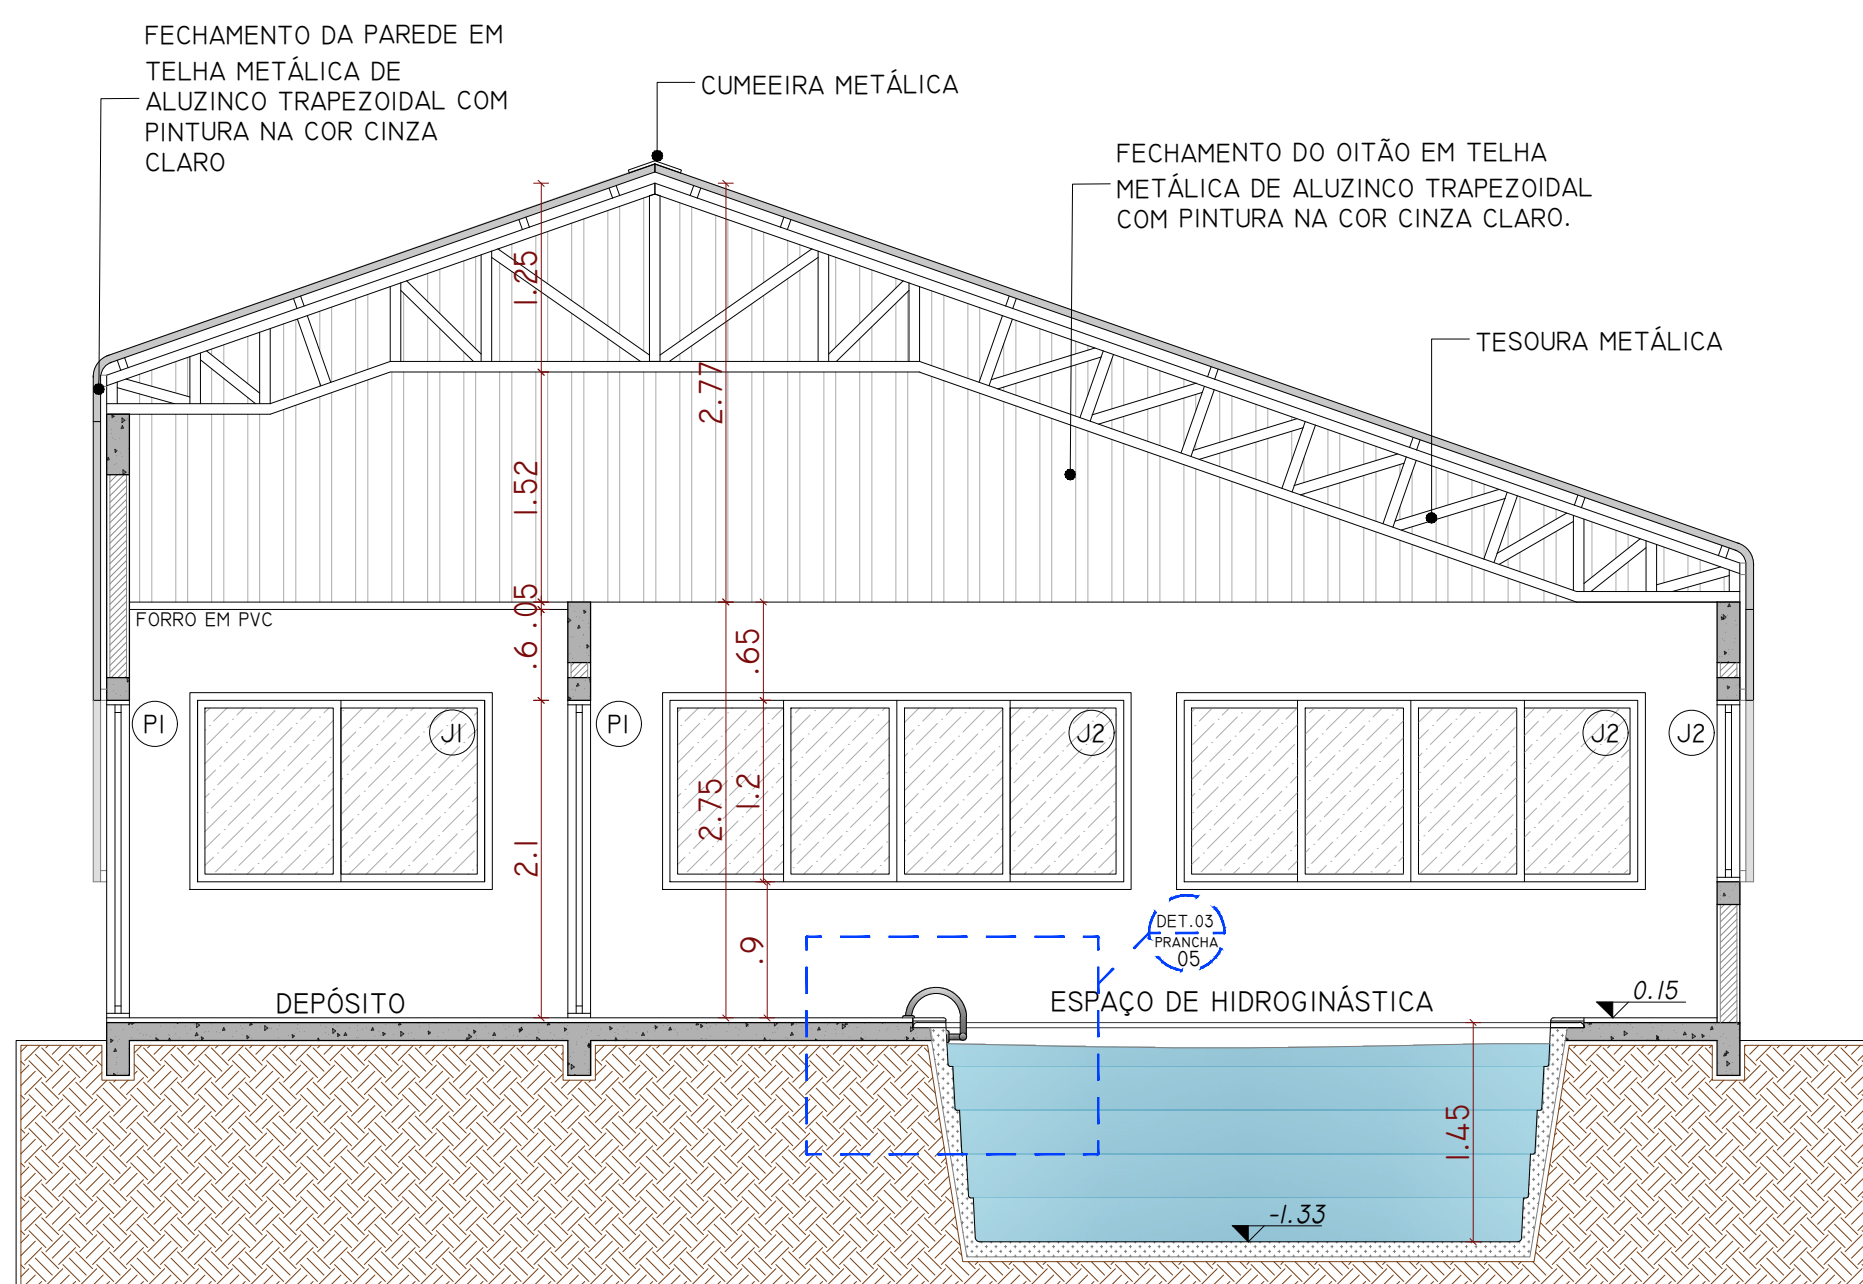 FECHAMENTO DA PAREDE EM
TELHA METÁLICA DE
ALUZINCO TRAPEZOIDAL COM
PINTURA NA COR CINZA
CLARO
CUMEEIRA METÁLICA
FECHAMENTO DO OITÃO EM TELHA
METÁLICA DE ALUZINCO TRAPEZOIDAL
COM PINTURA NA COR CINZA CLARO.
TESOURA METÁLICA
1.25
2.77
1.52
.05
FORRO EM PVC
.6
.65
P1
J1
P1
J2
J2
J2
2.75
1.2
2.1
.9
DET.03
PRANCHA
05
DEPÓSITO
ESPAÇO DE HIDROGINÁSTICA
0.15
1.45
-1.33